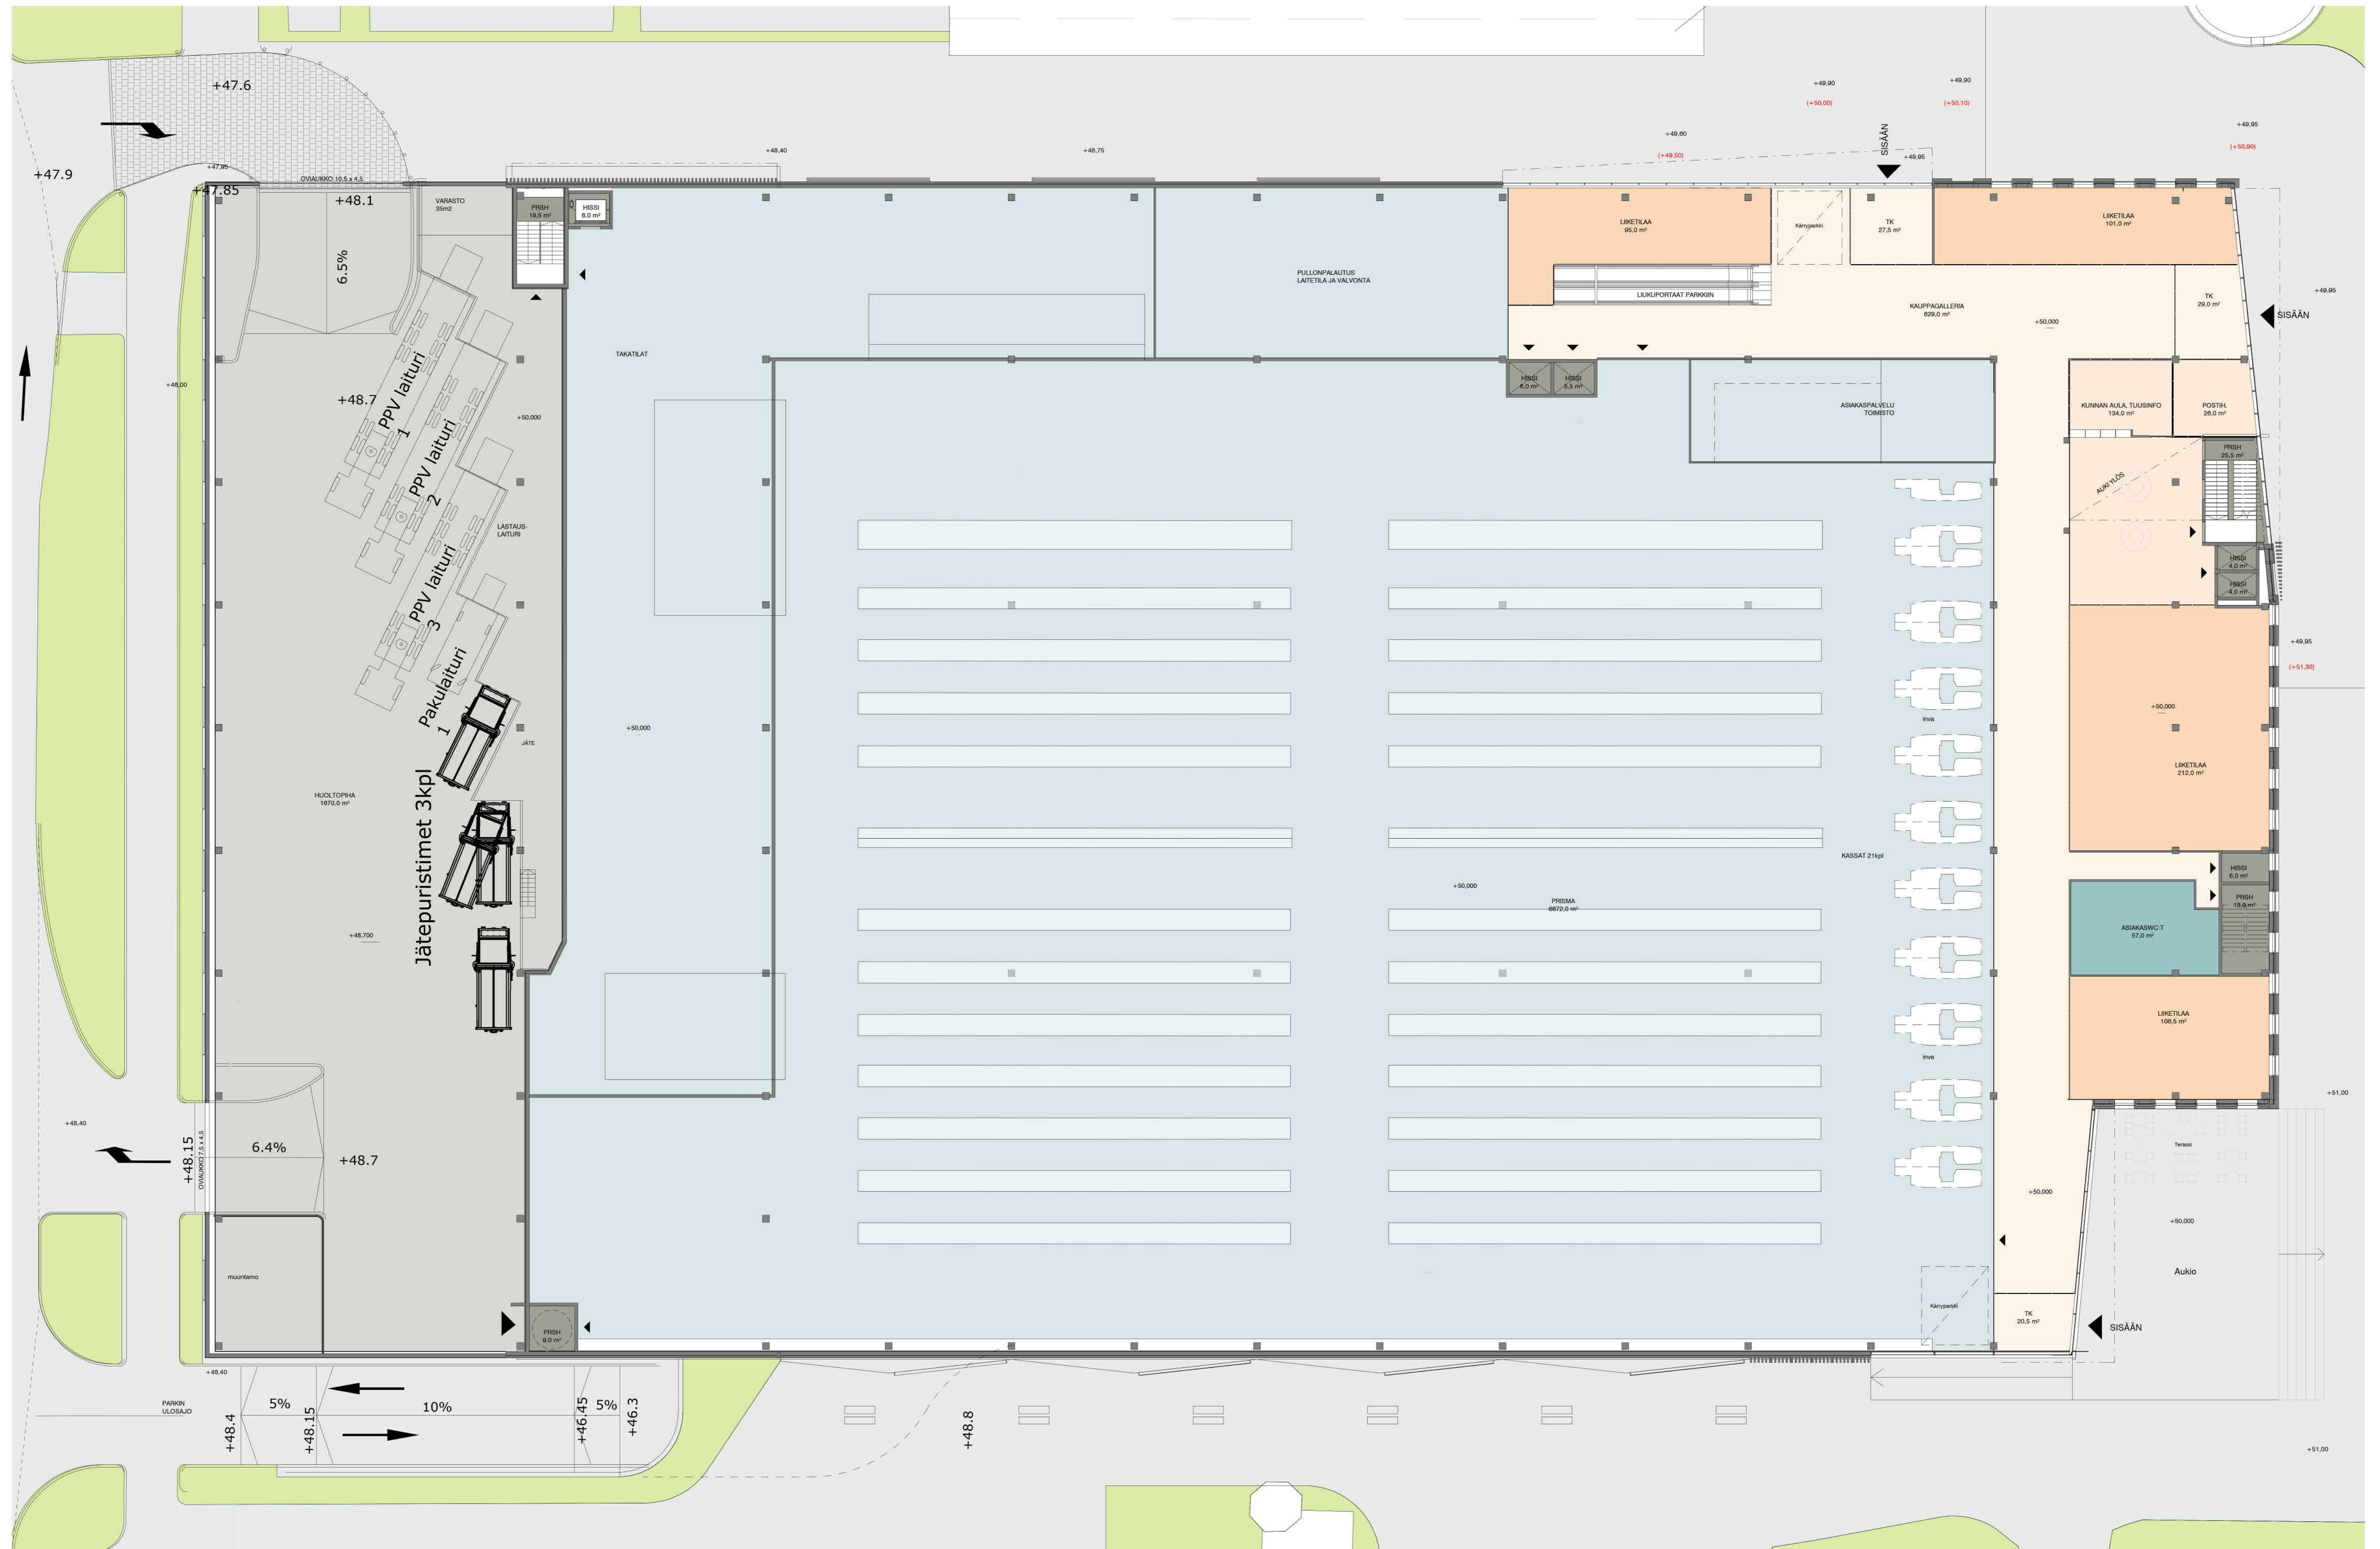 +47.6
+49,90
+49,90
(+50,00)
(+50,10)
+49,95
SISÄÄN
+49,60
(+50,90)
+48,40
+48,75
(+49,50)
+49,95
+47,95
+47.9
OVIAUKKO 10,5 x 4,5
+47.85
+48.1
VARASTO
35m2
PRSH
19,5 m²
HISSI
6,0 m²
LIIKETILAA
95,0 m²
Kärryparkki
TK
27,5 m²
LIIKETILAA
101,0 m²
6.5%
PULLONPALAUTUS
LAITETILA JA VALVONTA
LIUKUPORTAAT PARKKIIN
KAUPPAGALLERIA
629,0 m²
+50,000
TK
29,0 m²
+49,95
SISÄÄN
TAKATILAT
+48,00
+48.7
PPV laituri
1
+50,000
HISSI
6,0 m²
HISSI
5,5 m²
ASIAKASPALVELU
TOIMISTO
KUNNAN AULA, TUUSINFO
134,0 m²
POSTIH.
26,0 m²
PPV laituri
2
PRSH
25,5 m²
AUKI YLÖS
LASTAUS-
LAITURI
PPV laituri
3
HISSI
4,0 m²
HISSI
4,0 m²
+49,95
(+51,30)
Pakulaituri
1
+50,000
inva
+50,000
JÄTE
LIIKETILAA
212,0 m²
HUOLTOPIHA
1670,0 m²
Jätepuristimet 3kpl
KASSAT 21kpl
HISSI
6,0 m²
+50,000
PRISMA
6872,0 m²
PRSH
19,0 m²
ASIAKASWC:T
57,0 m²
+48,700
LIIKETILAA
106,5 m²
inva
+51,00
+48,40
+48.15
OVIAUKKO 7,5 x 4,5
6.4%
+48.7
Terassi
+50,000
+50,000
Aukio
muuntamo
Kärryparkki
TK
20,5 m²
SISÄÄN
PRSH
9,0 m²
+48,40
PARKIN
ULOSAJO
+48.4
5%
+48.15
10%
+46.45
5%
+46.3
+48.8
+51,00